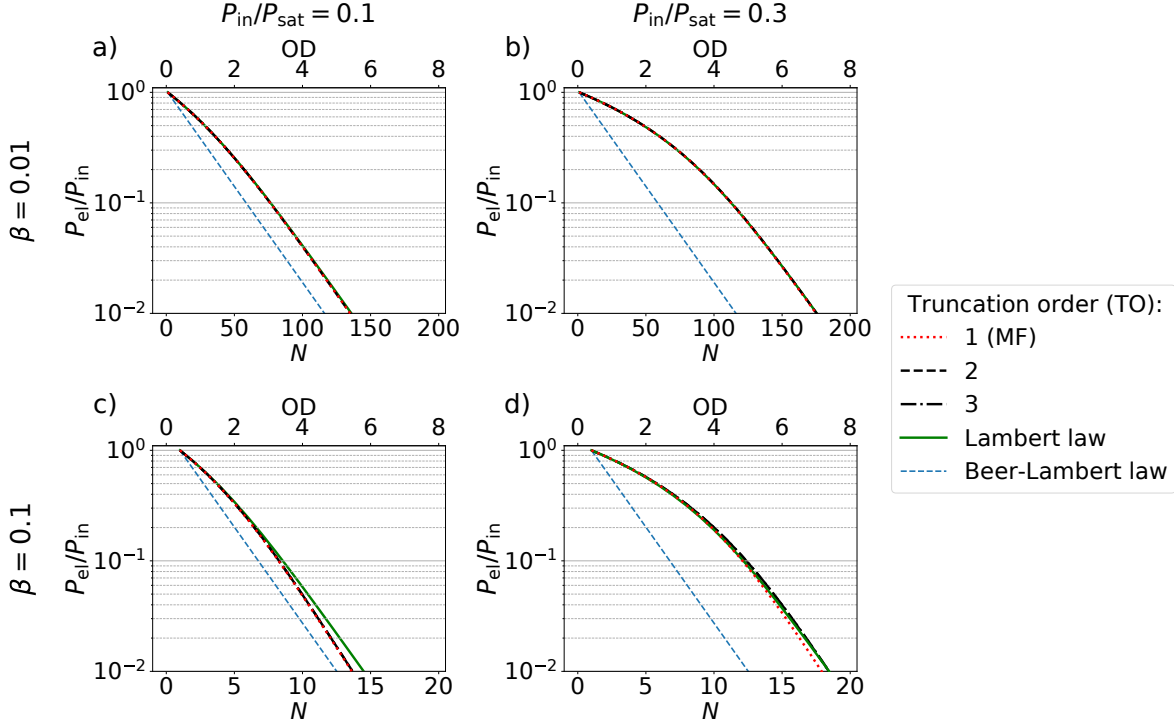 P_in/P_sat = 0.1
P_in/P_sat = 0.3
β = 0.01
a)
OD
0 2 4 6 8
10^0
10^-1
10^-2
P_el/P_in
0 50 100 150 200
N
b)
OD
0 2 4 6 8
10^0
10^-1
10^-2
P_el/P_in
0 50 100 150 200
N
β = 0.1
c)
OD
0 2 4 6 8
10^0
10^-1
10^-2
P_el/P_in
0 5 10 15 20
N
d)
OD
0 2 4 6 8
10^0
10^-1
10^-2
P_el/P_in
0 5 10 15 20
N
Truncation order (TO):
1 (MF)
2
3
Lambert law
Beer-Lambert law